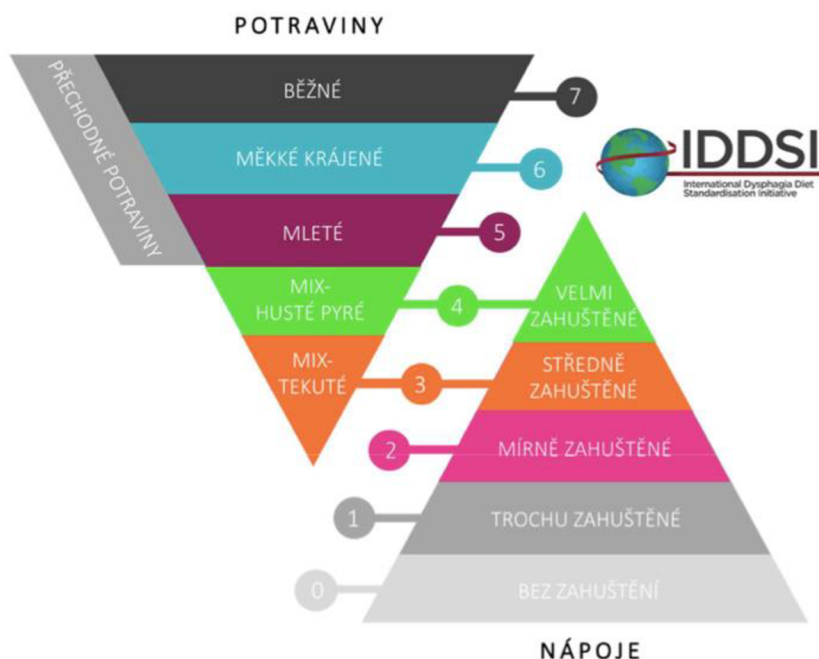 POTRAVINY
PŘECHODNÉ POTRAVINY
BĚŽNÉ
7
MĚKKÉ KRÁJENÉ
6
MLETÉ
5
MIX-
HUSTÉ PYRÉ
4
VELMI
ZAHUŠTĚNÉ
MIX-
TEKUTÉ
3
STŘEDNĚ
ZAHUŠTĚNÉ
2
MÍRNĚ ZAHUŠTĚNÉ
1
TROCHU ZAHUŠTĚNÉ
0
BEZ ZAHUŠTĚNÍ
NÁPOJE
IDDSI
International Dysphagia Diet
Standardisation Initiative